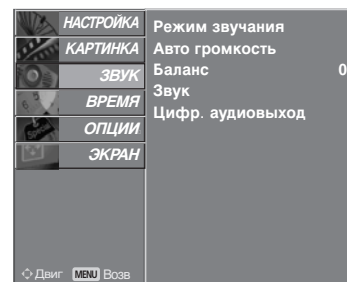 НАСТРОЙКА
КАРТИНКА
ЗВУК
ВРЕМЯ
ОПЦИИ
ЭКРАН
Режим звучания
Авто громкость
Баланс 0
Звук
Цифр. аудиовыход
Двиг MENU Возв